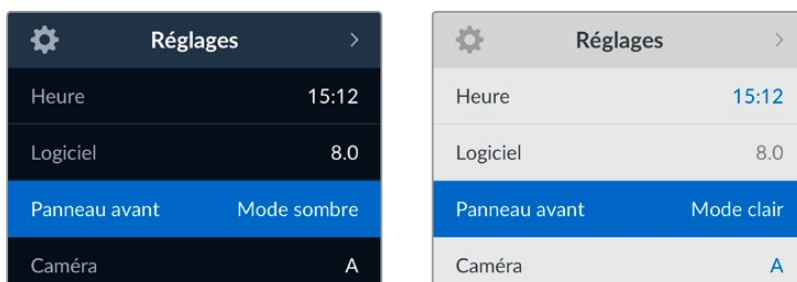 Réglages
Heure 15:12
Logiciel 8.0
Panneau avant Mode sombre
Caméra A
Réglages
Heure 15:12
Logiciel 8.0
Panneau avant Mode clair
Caméra A